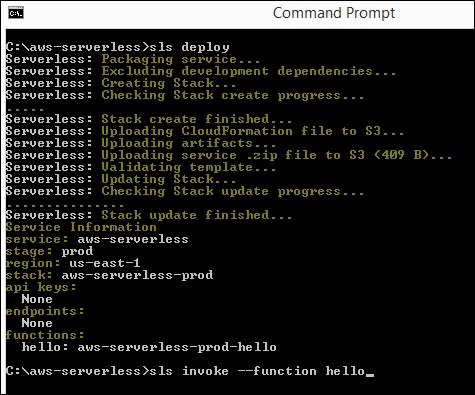 Command Prompt
C:\aws-serverless>sls deploy
Serverless: Packaging service...
Serverless: Excluding development dependencies...
Serverless: Creating Stack...
Serverless: Checking Stack create progress...
.....
Serverless: Stack create finished...
Serverless: Uploading CloudFormation file to S3...
Serverless: Uploading artifacts...
Serverless: Uploading service .zip file to S3 (409 B)...
Serverless: Validating template...
Serverless: Updating Stack...
Serverless: Checking Stack update progress...
...............
Serverless: Stack update finished...
Service Information
service: aws-serverless
stage: prod
region: us-east-1
stack: aws-serverless-prod
api keys:
  None
endpoints:
  None
functions:
  hello: aws-serverless-prod-hello
C:\aws-serverless>sls invoke --function hello_